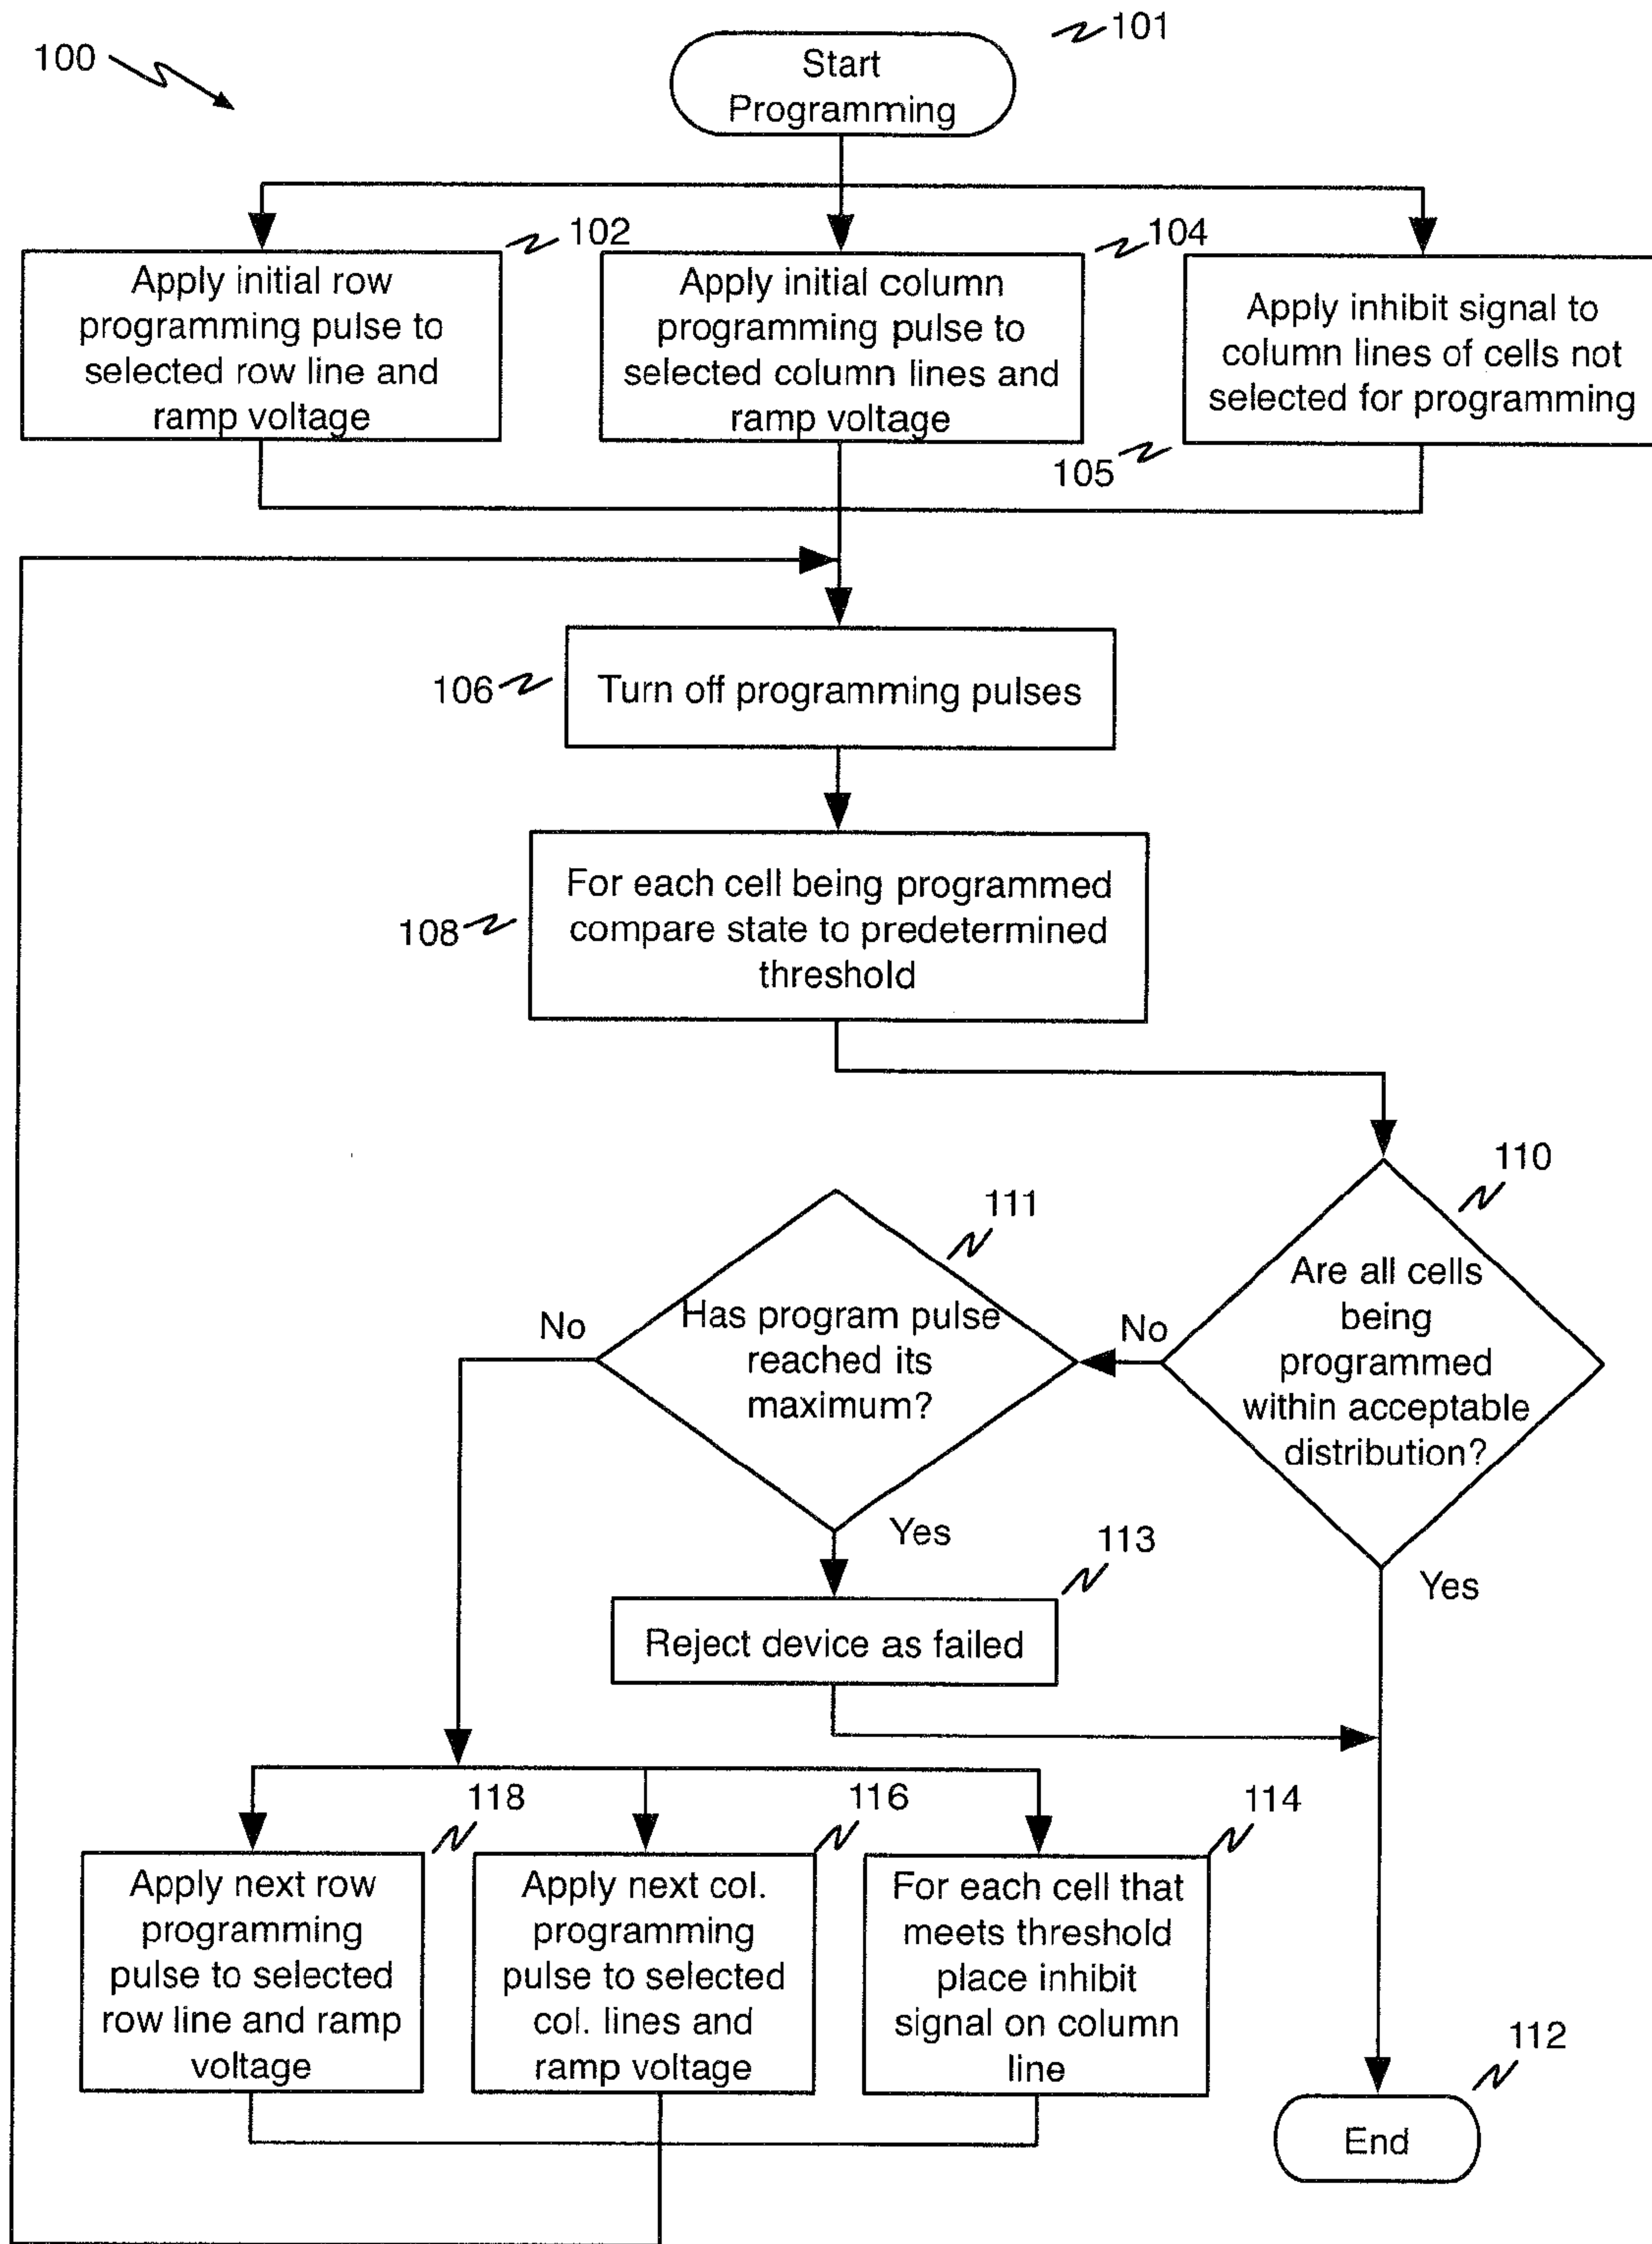 100
101
Start
Programming
102
Apply initial row
programming pulse to
selected row line and
ramp voltage
104
Apply initial column
programming pulse to
selected column lines and
ramp voltage
105
Apply inhibit signal to
column lines of cells not
selected for programming
106
Turn off programming pulses
108
For each cell being programmed
compare state to predetermined
threshold
110
Are all cells
being
programmed
within acceptable
distribution?
No
Yes
111
Has program pulse
reached its
maximum?
No
Yes
113
Reject device as failed
118
Apply next row
programming
pulse to selected
row line and ramp
voltage
116
Apply next col.
programming
pulse to selected
col. lines and
ramp voltage
114
For each cell that
meets threshold
place inhibit
signal on column
line
112
End